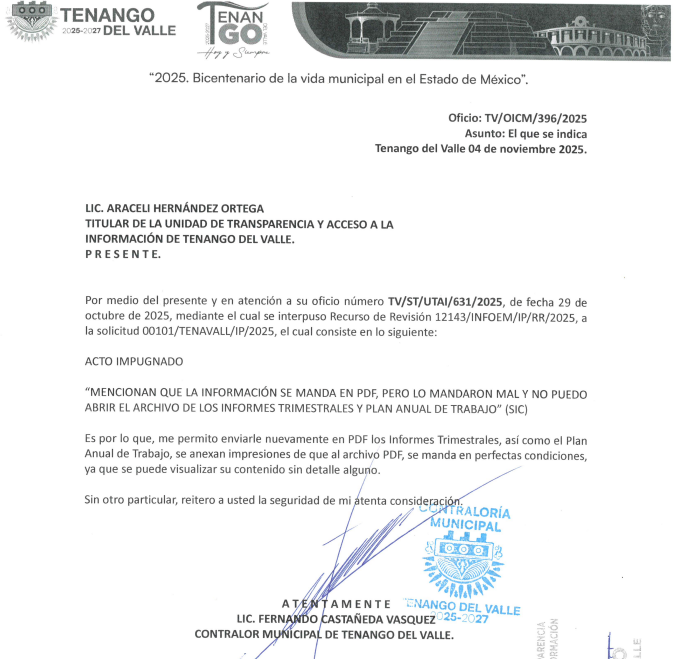 TENANGO
2025-2027 DEL VALLE
TENAN
GO
Hoy y Siempre
“2025. Bicentenario de la vida municipal en el Estado de México”.
Oficio: TV/OICM/396/2025
Asunto: El que se indica
Tenango del Valle 04 de noviembre 2025.
LIC. ARACELI HERNÁNDEZ ORTEGA
TITULAR DE LA UNIDAD DE TRANSPARENCIA Y ACCESO A LA
INFORMACIÓN DE TENANGO DEL VALLE.
P R E S E N T E.
Por medio del presente y en atención a su oficio número TV/ST/UTAI/631/2025, de fecha 29 de
octubre de 2025, mediante el cual se interpuso Recurso de Revisión 12143/INFOEM/IP/RR/2025, a
la solicitud 00101/TENAVALL/IP/2025, el cual consiste en lo siguiente:
ACTO IMPUGNADO
“MENCIONAN QUE LA INFORMACIÓN SE MANDA EN PDF, PERO LO MANDARON MAL Y NO PUEDO
ABRIR EL ARCHIVO DE LOS INFORMES TRIMESTRALES Y PLAN ANUAL DE TRABAJO” (SIC)
Es por lo que, me permito enviarle nuevamente en PDF los Informes Trimestrales, así como el Plan
Anual de Trabajo, se anexan impresiones de que al archivo PDF, se manda en perfectas condiciones,
ya que se puede visualizar su contenido sin detalle alguno.
Sin otro particular, reitero a usted la seguridad de mi atenta consideración.
CONTRALORÍA
MUNICIPAL
TENANGO DEL VALLE
2025-2027
A T E N T A M E N T E
LIC. FERNANDO CASTAÑEDA VASQUEZ
CONTRALOR MUNICIPAL DE TENANGO DEL VALLE.